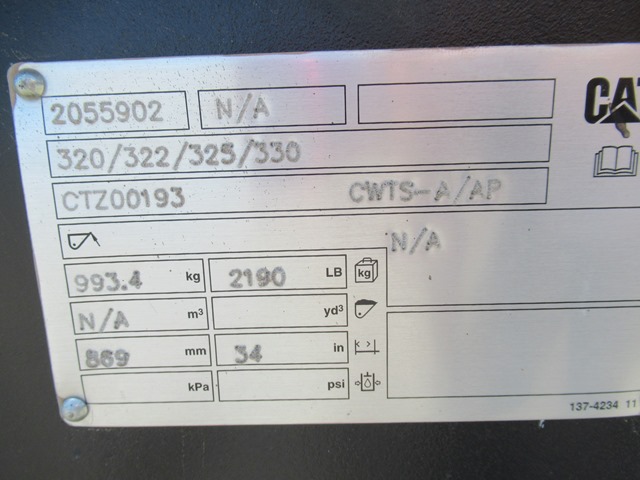 2055902 N/A
CAT
320/322/325/330
CTZ00193 CWTS-A/AP
N/A
993.4 kg 2190 LB kg
N/A m³ yd³
869 mm 34 in
kPa psi
137-4234 11